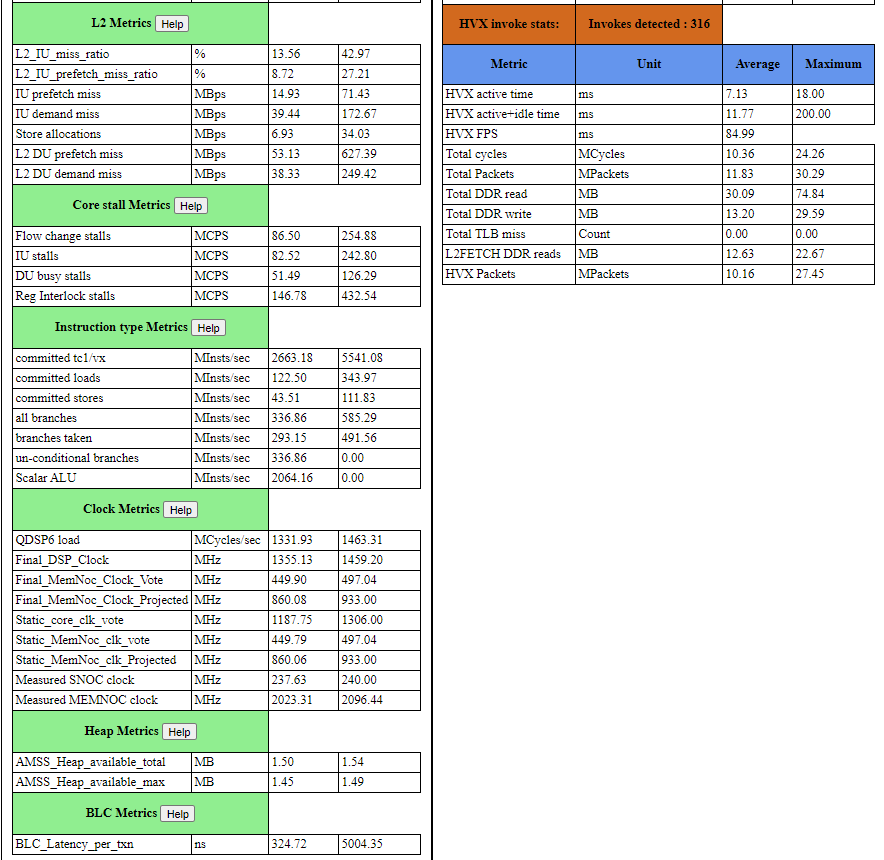 L2 Metrics Help
L2_IU_miss_ratio % 13.56 42.97
L2_IU_prefetch_miss_ratio % 8.72 27.21
IU prefetch miss MBps 14.93 71.43
IU demand miss MBps 39.44 172.67
Store allocations MBps 6.93 34.03
L2 DU prefetch miss MBps 53.13 627.39
L2 DU demand miss MBps 38.33 249.42
Core stall Metrics Help
Flow change stalls MCPS 86.50 254.88
IU stalls MCPS 82.52 242.80
DU busy stalls MCPS 51.49 126.29
Reg Interlock stalls MCPS 146.78 432.54
Instruction type Metrics Help
committed tc1/vx MInsts/sec 2663.18 5541.08
committed loads MInsts/sec 122.50 343.97
committed stores MInsts/sec 43.51 111.83
all branches MInsts/sec 336.86 585.29
branches taken MInsts/sec 293.15 491.56
un-conditional branches MInsts/sec 336.86 0.00
Scalar ALU MInsts/sec 2064.16 0.00
Clock Metrics Help
QDSP6 load MCycles/sec 1331.93 1463.31
Final_DSP_Clock MHz 1355.13 1459.20
Final_MemNoc_Clock_Vote MHz 449.90 497.04
Final_MemNoc_Clock_Projected MHz 860.08 933.00
Static_core_clk_vote MHz 1187.75 1306.00
Static_MemNoc_clk_vote MHz 449.79 497.04
Static_MemNoc_clk_Projected MHz 860.06 933.00
Measured SNOC clock MHz 237.63 240.00
Measured MEMNOC clock MHz 2023.31 2096.44
Heap Metrics Help
AMSS_Heap_available_total MB 1.50 1.54
AMSS_Heap_available_max MB 1.45 1.49
BLC Metrics Help
BLC_Latency_per_txn ns 324.72 5004.35
HVX invoke stats: Invokes detected : 316
Metric Unit Average Maximum
HVX active time ms 7.13 18.00
HVX active+idle time ms 11.77 200.00
HVX FPS ms 84.99
Total cycles MCycles 10.36 24.26
Total Packets MPackets 11.83 30.29
Total DDR read MB 30.09 74.84
Total DDR write MB 13.20 29.59
Total TLB miss Count 0.00 0.00
L2FETCH DDR reads MB 12.63 22.67
HVX Packets MPackets 10.16 27.45